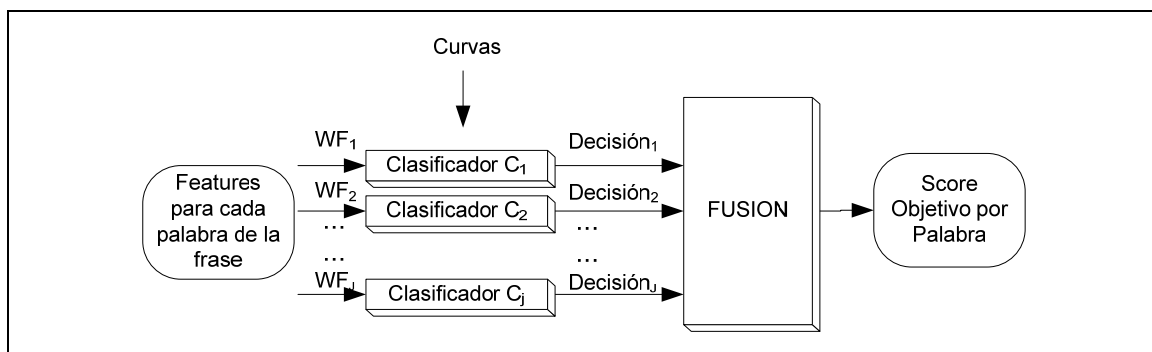 Curvas
WF₁
Clasificador C₁
Decisión₁
Features
para cada
palabra de la
frase
WF₂
Clasificador C₂
Decisión₂
...
...
...
...
WFⱼ
Clasificador Cⱼ
Decisiónⱼ
FUSION
Score
Objetivo por
Palabra